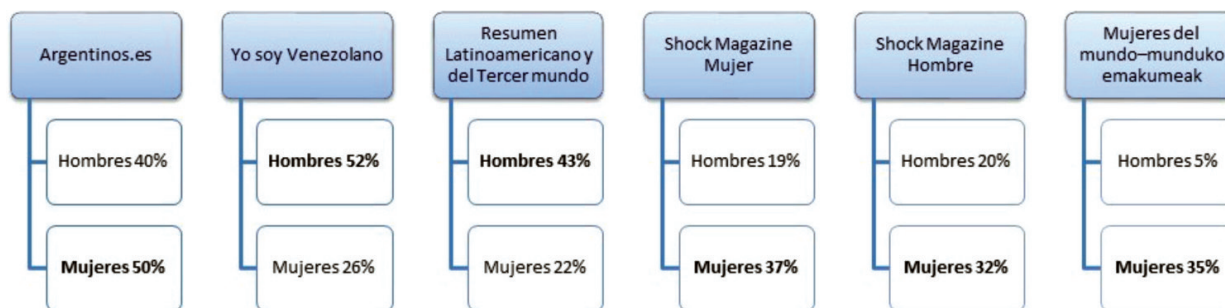 Argentinos.es
Hombres 40%
Mujeres 50%
Yo soy Venezolano
Hombres 52%
Mujeres 26%
Resumen
Latinoamericano y
del Tercer mundo
Hombres 43%
Mujeres 22%
Shock Magazine
Mujer
Hombres 19%
Mujeres 37%
Shock Magazine
Hombre
Hombres 20%
Mujeres 32%
Mujeres del
mundo–munduko
emakumeak
Hombres 5%
Mujeres 35%